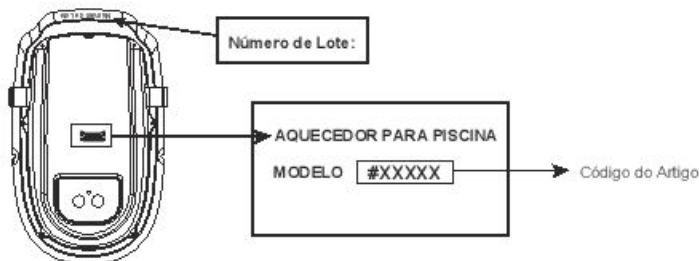 Número de Lote:
AQUECEDOR PARA PISCINA
MODELO #XXXXX
Código do Artigo